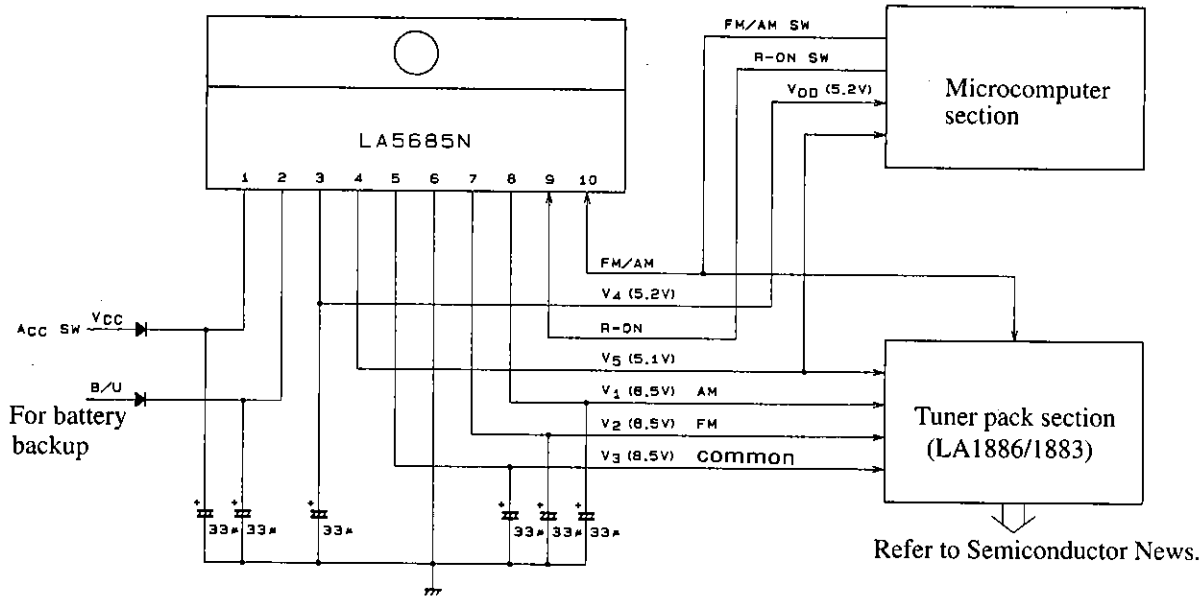 FM/AM SW
R-ON SW
VDD (5.2V)
Microcomputer
section
LA5685N
1 2 3 4 5 6 7 8 9 10
FM/AM
V4 (5.2V)
R-ON
V5 (5.1V)
V1 (8.5V) AM
V2 (8.5V) FM
V3 (8.5V) common
ACC SW VCC
B/U
For battery
backup
Tuner pack section
(LA1886/1883)
+ + + + + +
33μ 33μ 33μ 33μ 33μ 33μ
Refer to Semiconductor News.